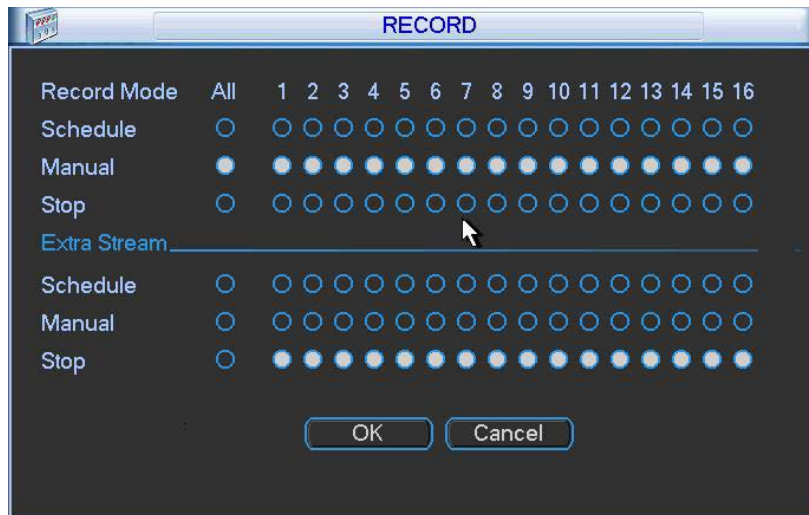 RECORD
Record Mode All 1 2 3 4 5 6 7 8 9 10 11 12 13 14 15 16
Schedule
Manual
Stop
Extra Stream
Schedule
Manual
Stop
OK Cancel